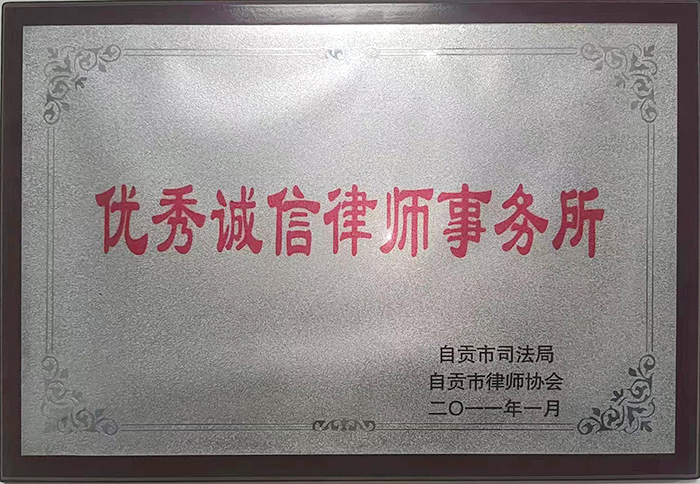 优秀诚信律师事务所
自贡市司法局
自贡市律师协会
二〇一一年一月